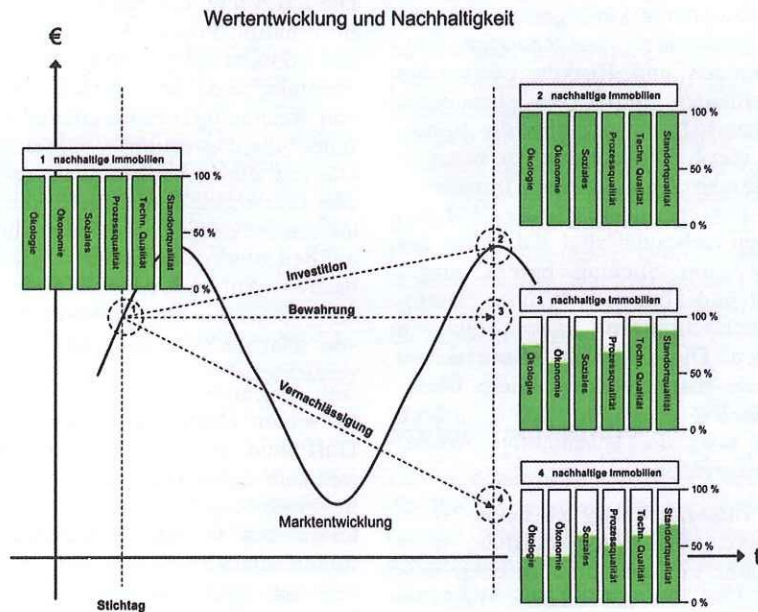 Wertentwicklung und Nachhaltigkeit
€
1 nachhaltige Immobilien
100 %
50 %
0 %
Ökologie
Ökonomie
Soziales
Prozessqualität
Techn. Qualität
Standortqualität
2 nachhaltige Immobilien
100 %
50 %
0 %
Ökologie
Ökonomie
Soziales
Prozessqualität
Techn. Qualität
Standortqualität
1
2
3
4
Investition
Bewahrung
Vernachlässigung
Marktentwicklung
3 nachhaltige Immobilien
100 %
50 %
0 %
Ökologie
Ökonomie
Soziales
Prozessqualität
Techn. Qualität
Standortqualität
4 nachhaltige Immobilien
100 %
50 %
0 %
Ökologie
Ökonomie
Soziales
Prozessqualität
Techn. Qualität
Standortqualität
t
Stichtag